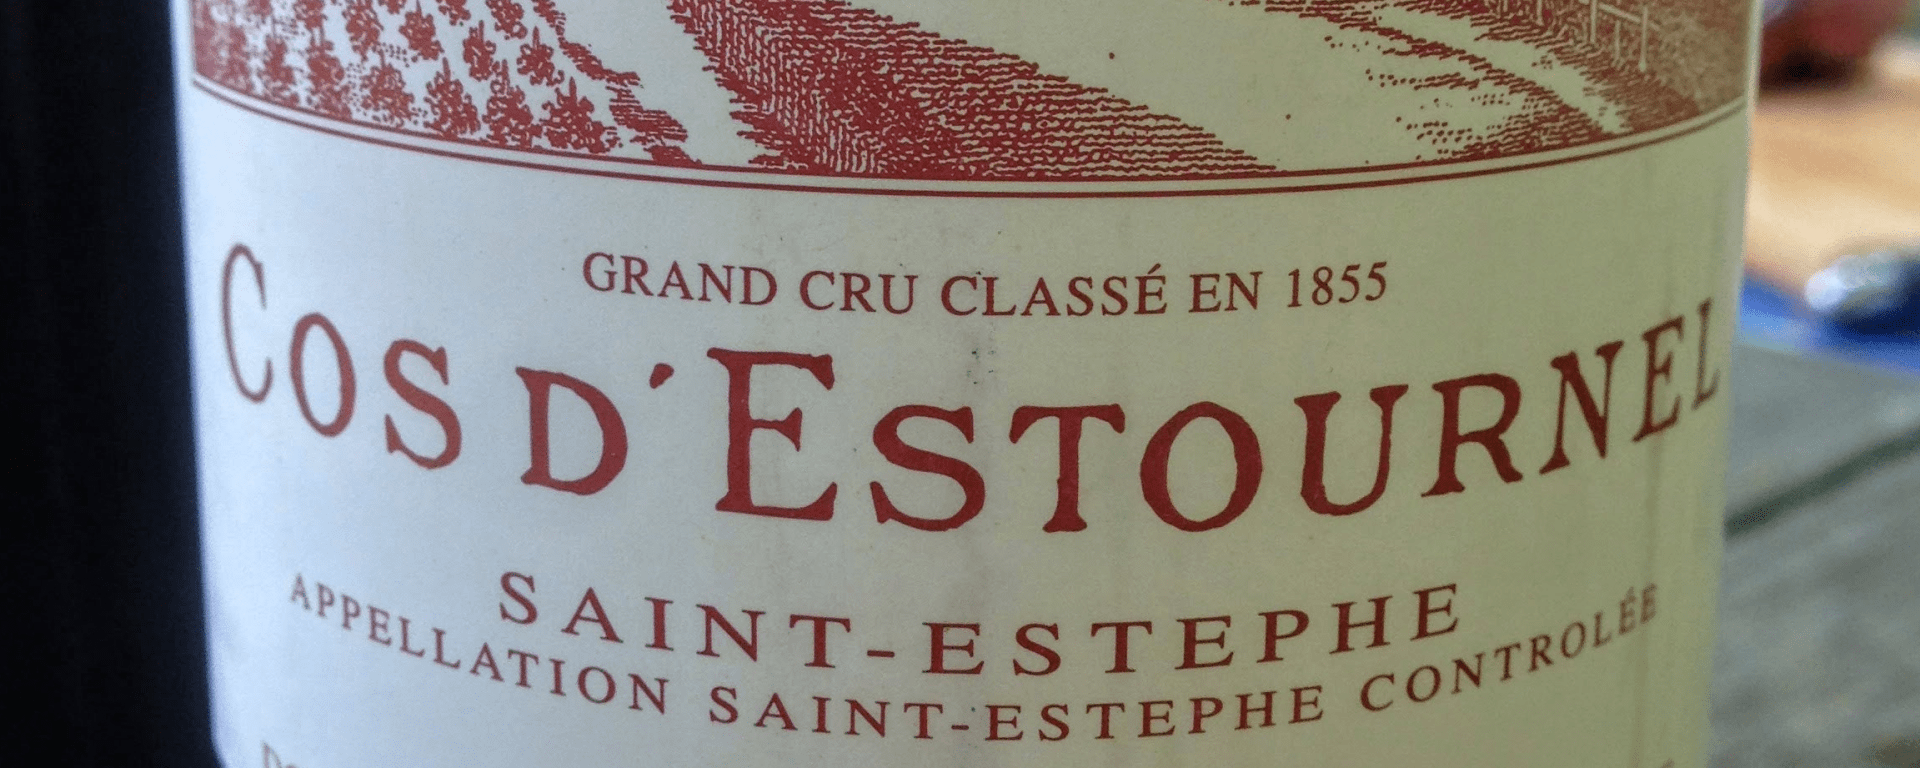 GRAND CRU CLASSÉ EN 1855
COS D'ESTOURNEL
SAINT-ESTEPHE
APPELLATION SAINT-ESTEPHE CONTROLÉE